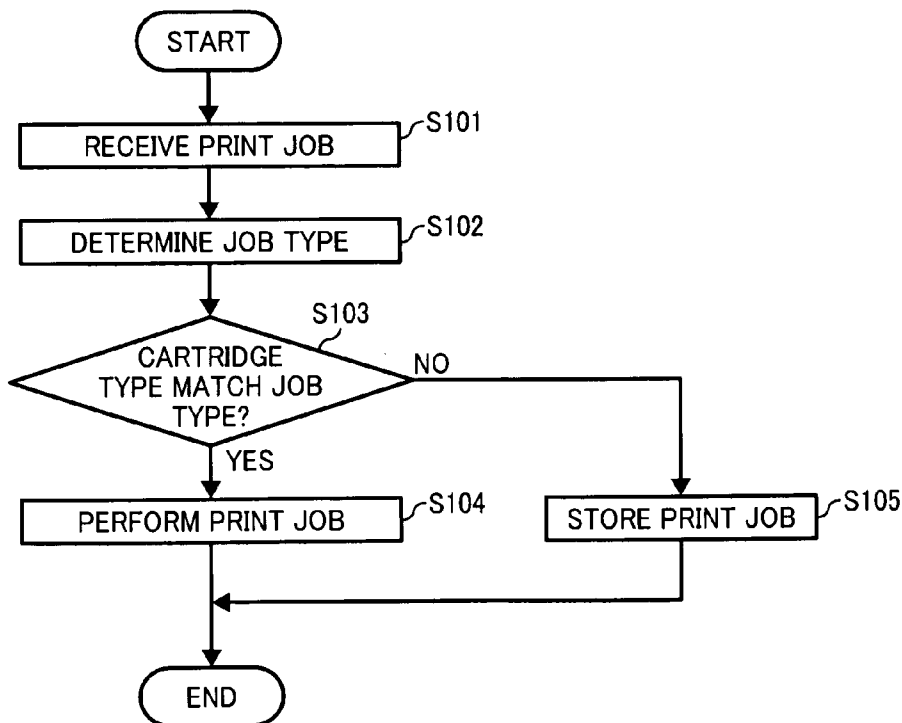 START
RECEIVE PRINT JOB
S101
DETERMINE JOB TYPE
S102
S103
CARTRIDGE
TYPE MATCH JOB
TYPE?
NO
YES
PERFORM PRINT JOB
S104
STORE PRINT JOB
S105
END